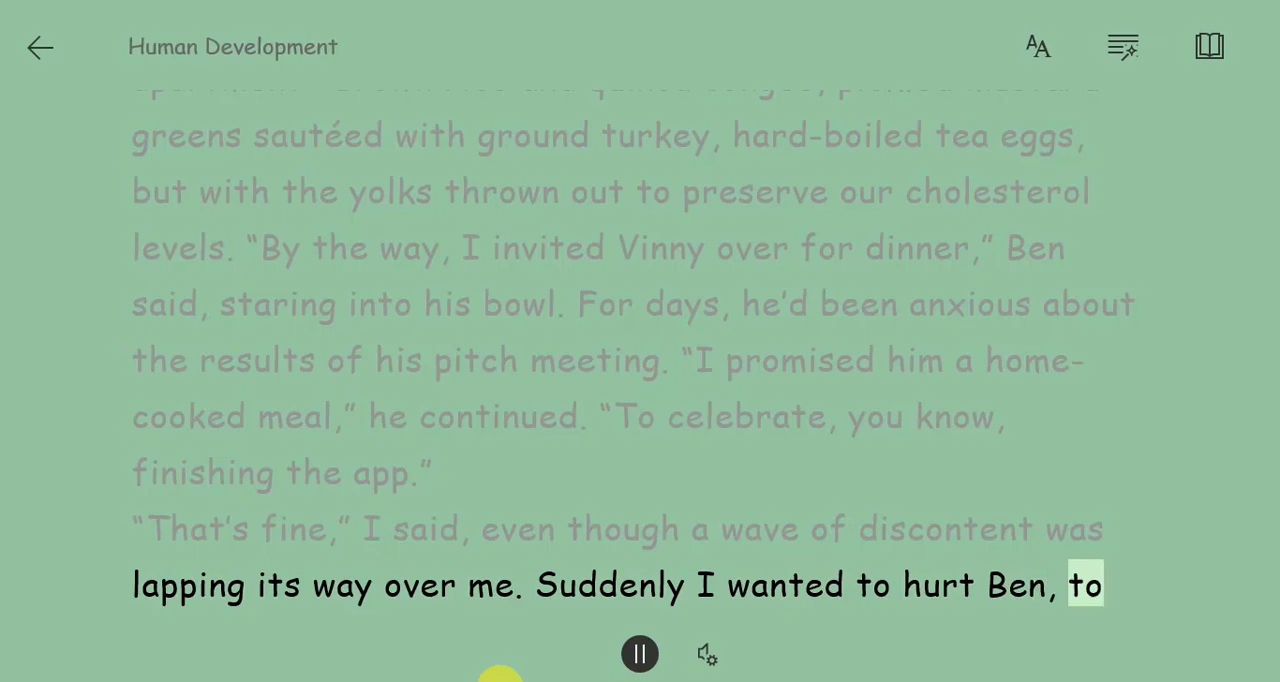 Human Development
greens sautéed with ground turkey, hard-boiled tea eggs,
but with the yolks thrown out to preserve our cholesterol
levels. “By the way, I invited Vinny over for dinner,” Ben
said, staring into his bowl. For days, he’d been anxious about
the results of his pitch meeting. “I promised him a home-
cooked meal,” he continued. “To celebrate, you know,
finishing the app.”
“That’s fine,” I said, even though a wave of discontent was
lapping its way over me. Suddenly I wanted to hurt Ben, to